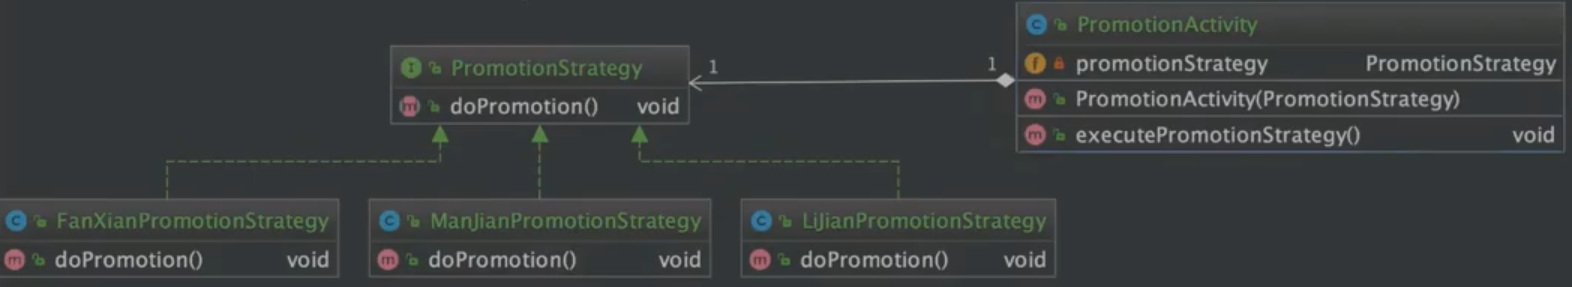 PromotionActivity
promotionStrategy PromotionStrategy
PromotionActivity(PromotionStrategy)
executePromotionStrategy() void
1 1
PromotionStrategy
doPromotion() void
FanXianPromotionStrategy
doPromotion() void
ManJianPromotionStrategy
doPromotion() void
LiJianPromotionStrategy
doPromotion() void